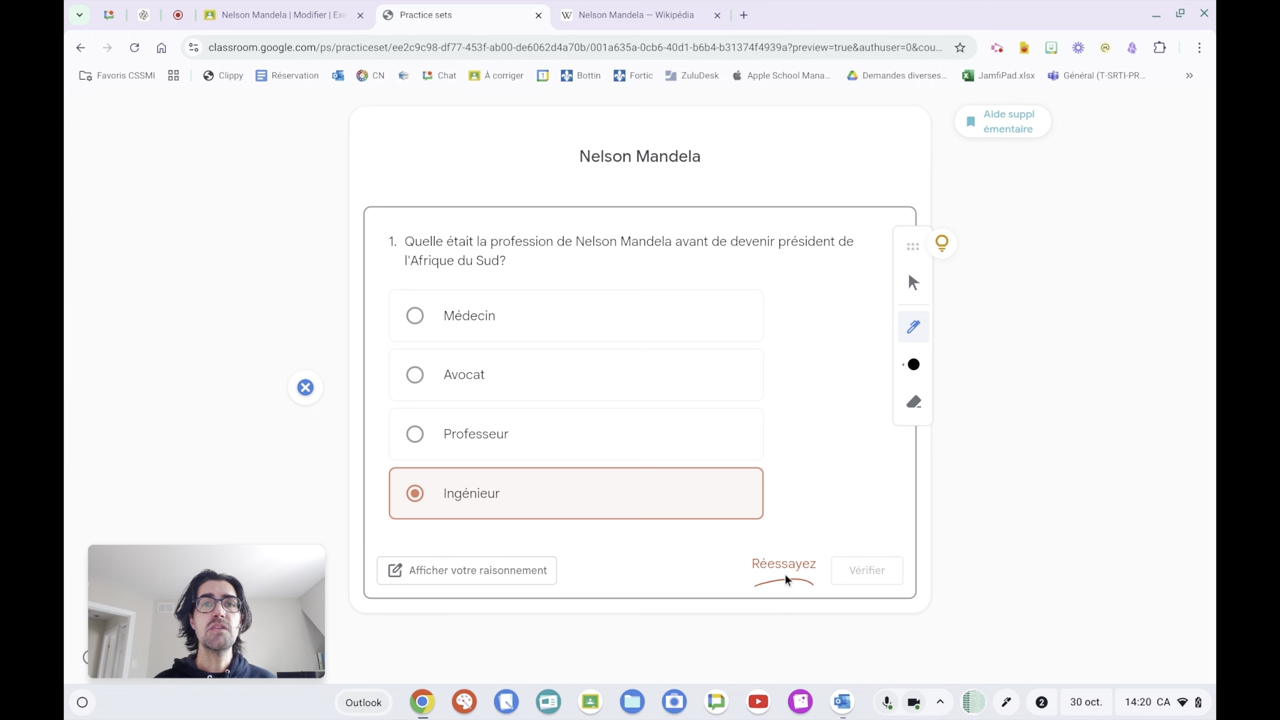 Nelson Mandela | Modifier | Exe
Practice sets
Nelson Mandela — Wikipédia
classroom.google.com/ps/practiceset/ee2c9c98-df77-453f-ab00-de6062d4a70b/001a635a-0cb6-40d1-b6b4-b31374f4939a?preview=true&authuser=0&cou...
Favoris CSSMI
Clippy
Réservation
CN
Chat
À corriger
Bottin
Fortic
ZuluDesk
Apple School Mana...
Demandes diverses...
JamfiPad.xlsx
Général (T-SRTI-PR...
»
Aide suppl
émentaire
Nelson Mandela
1. Quelle était la profession de Nelson Mandela avant de devenir président de
l'Afrique du Sud?
Médecin
Avocat
Professeur
Ingénieur
Afficher votre raisonnement
Réessayez
Vérifier
Outlook
2
30 oct.
14:20 CA